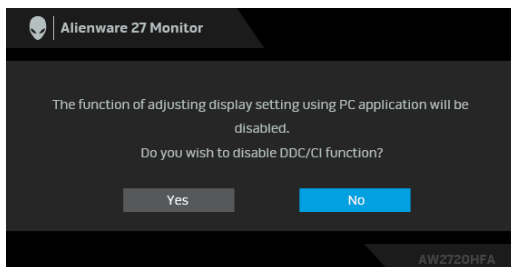 Alienware 27 Monitor
The function of adjusting display setting using PC application will be
disabled.
Do you wish to disable DDC/CI function?
Yes
No
AW2720HFA